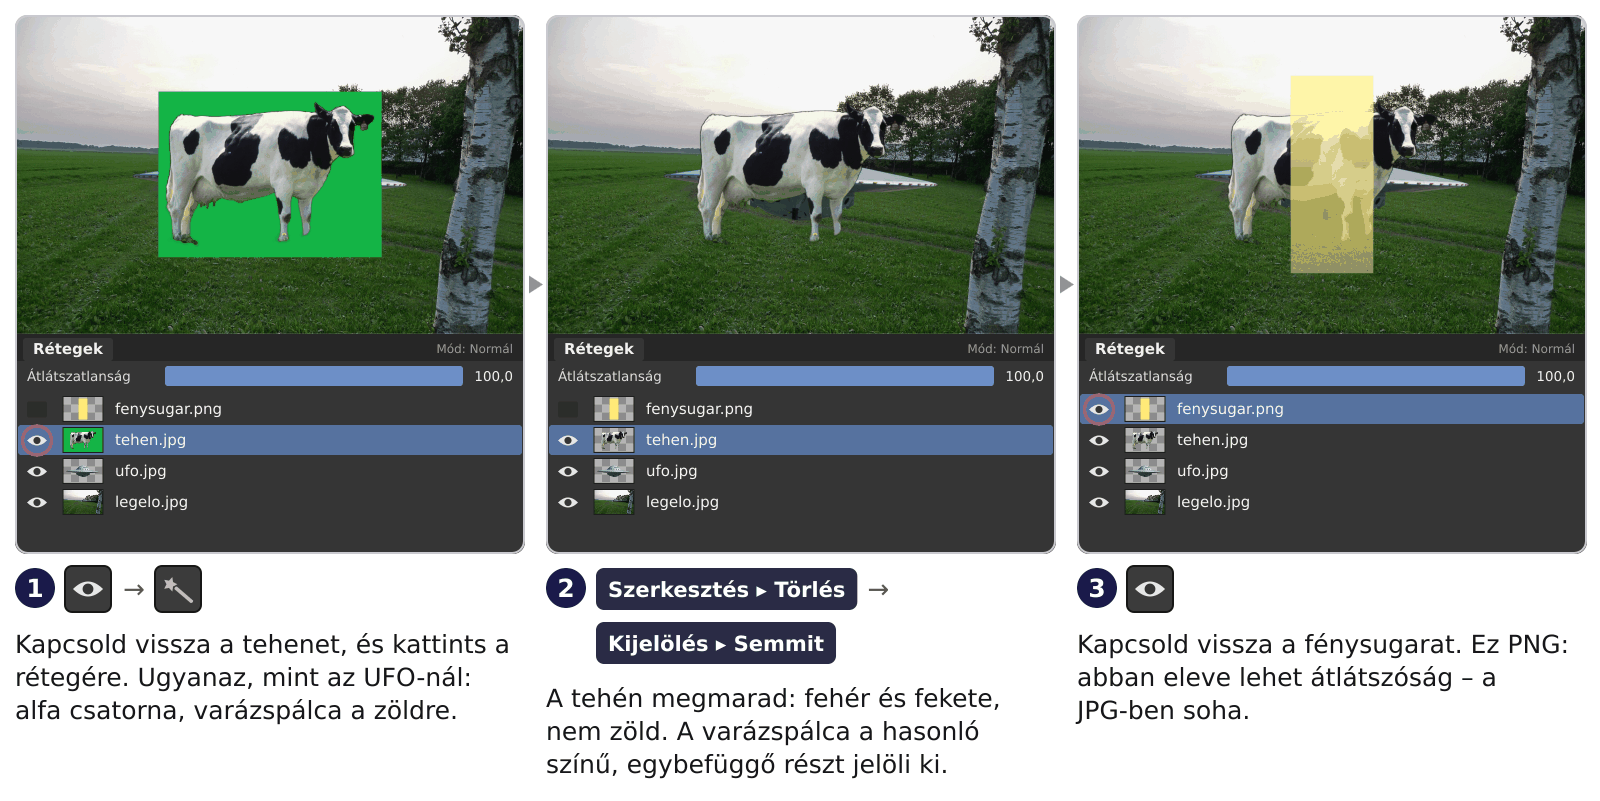 Rétegek
Mód: Normál
Átlátszatlanság
100,0
fenysugar.png
tehen.jpg
ufo.jpg
legelo.jpg
1 →
Kapcsold vissza a tehenet, és kattints a
rétegére. Ugyanaz, mint az UFO-nál:
alfa csatorna, varázspálca a zöldre.
Rétegek
Mód: Normál
Átlátszatlanság
100,0
fenysugar.png
tehen.jpg
ufo.jpg
legelo.jpg
2 Szerkesztés ▸ Törlés →
Kijelölés ▸ Semmit
A tehén megmarad: fehér és fekete,
nem zöld. A varázspálca a hasonló
színű, egybefüggő részt jelöli ki.
Rétegek
Mód: Normál
Átlátszatlanság
100,0
fenysugar.png
tehen.jpg
ufo.jpg
legelo.jpg
3
Kapcsold vissza a fénysugarat. Ez PNG:
abban eleve lehet átlátszóság – a
JPG-ben soha.